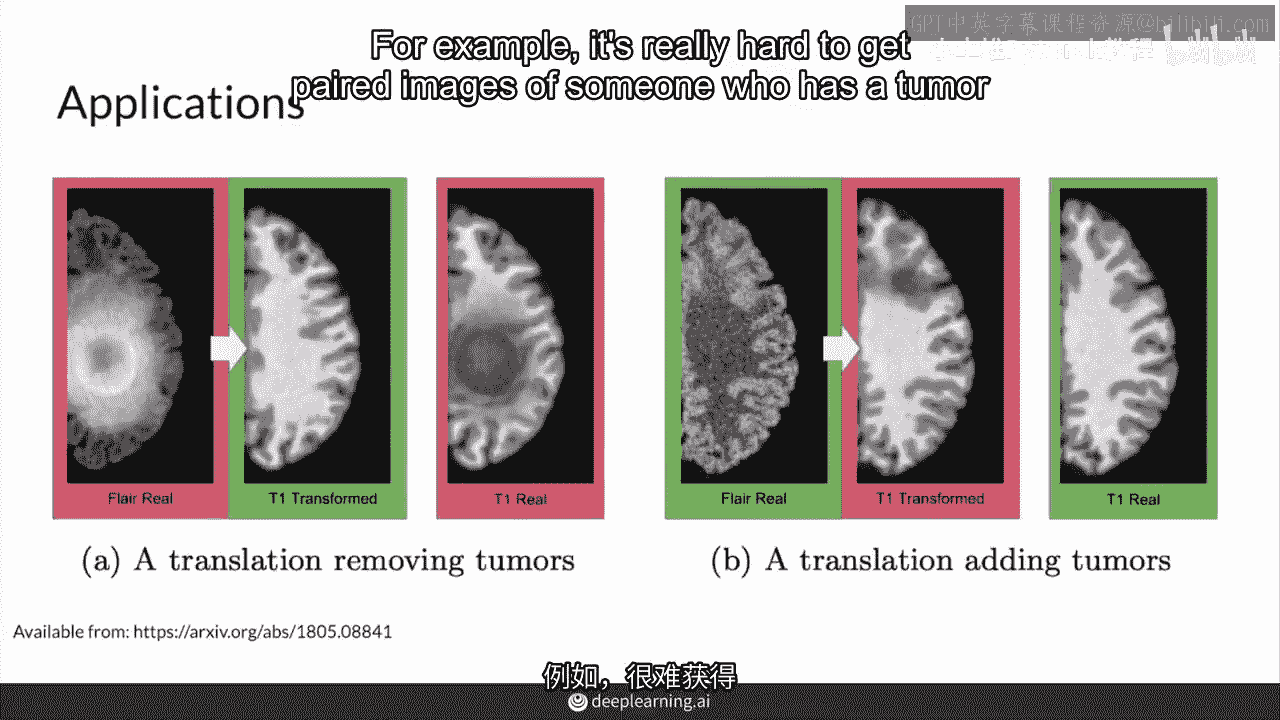 GPT中英字幕课程资源@bilibili.com
For example, it's really hard to get
paired images of someone who has a tumor
Applications
Flair Real
T1 Transformed
T1 Real
Flair Real
T1 Transformed
T1 Real
(a) A translation removing tumors
(b) A translation adding tumors
Available from: https://arxiv.org/abs/1805.08841
例如，很难获得
deeplearning.ai